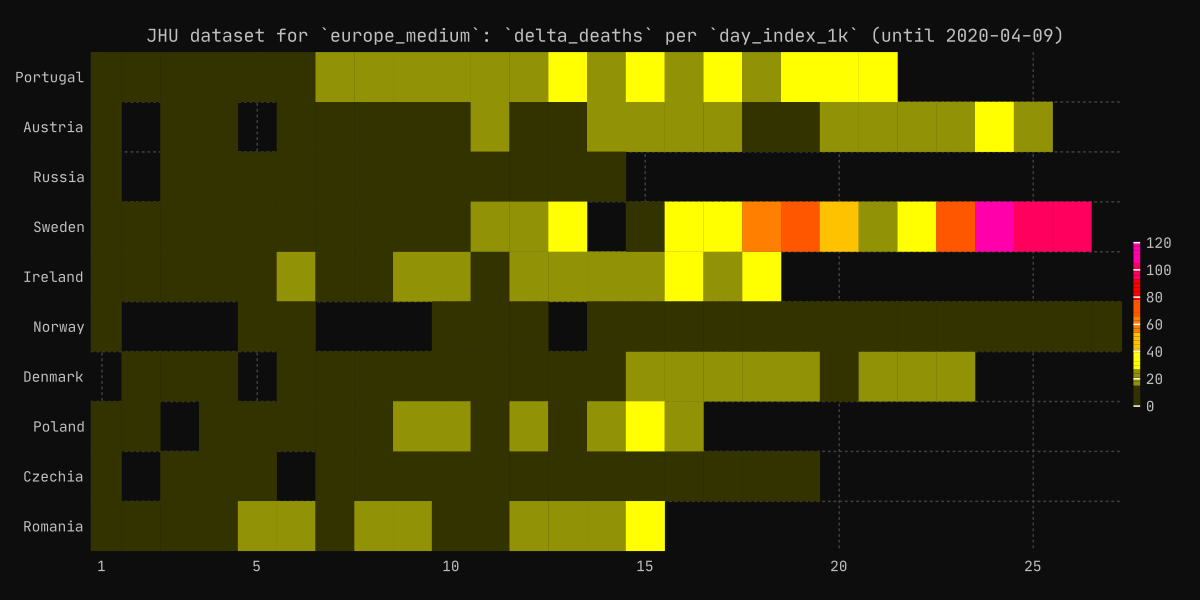 JHU dataset for `europe_medium`: `delta_deaths` per `day_index_1k` (until 2020-04-09)
Portugal
Austria
Russia
Sweden
Ireland
Norway
Denmark
Poland
Czechia
Romania
1 5 10 15 20 25
120
100
80
60
40
20
0